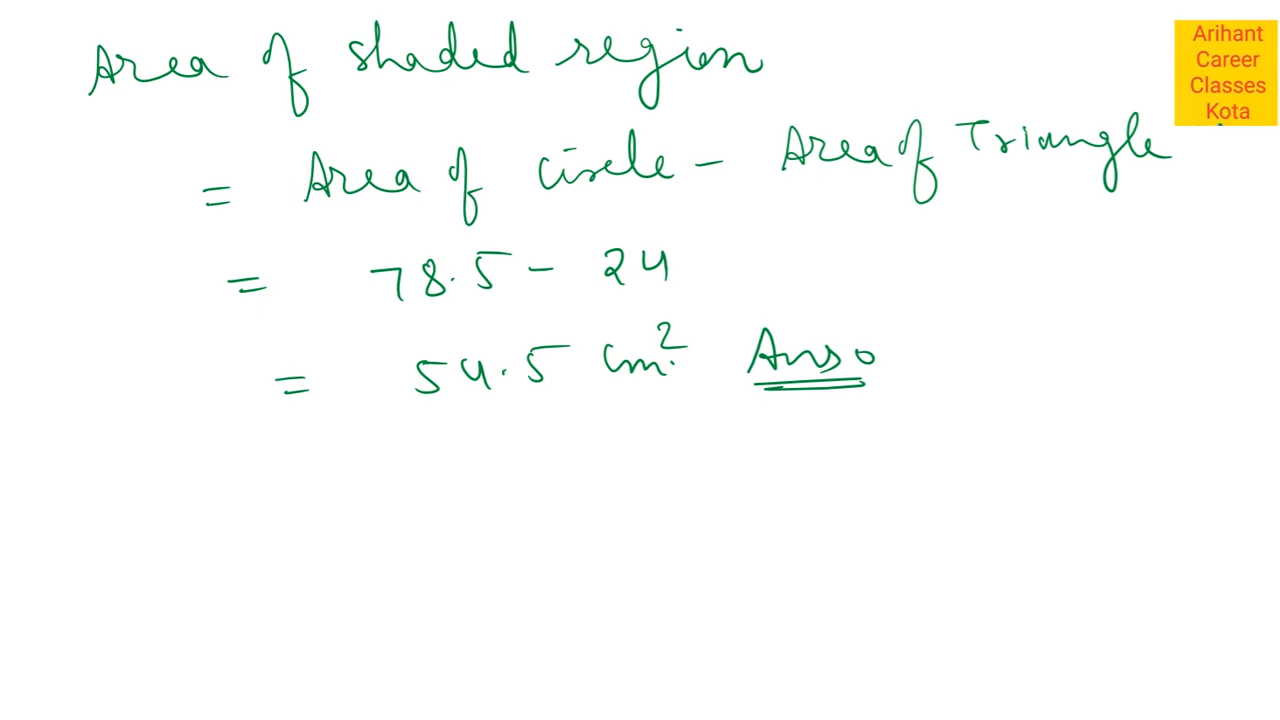 Area of shaded region
Arihant
Career
Classes
Kota
= Area of circle - Area of Triangle
= 78.5 - 24
= 54.5 cm² Ans